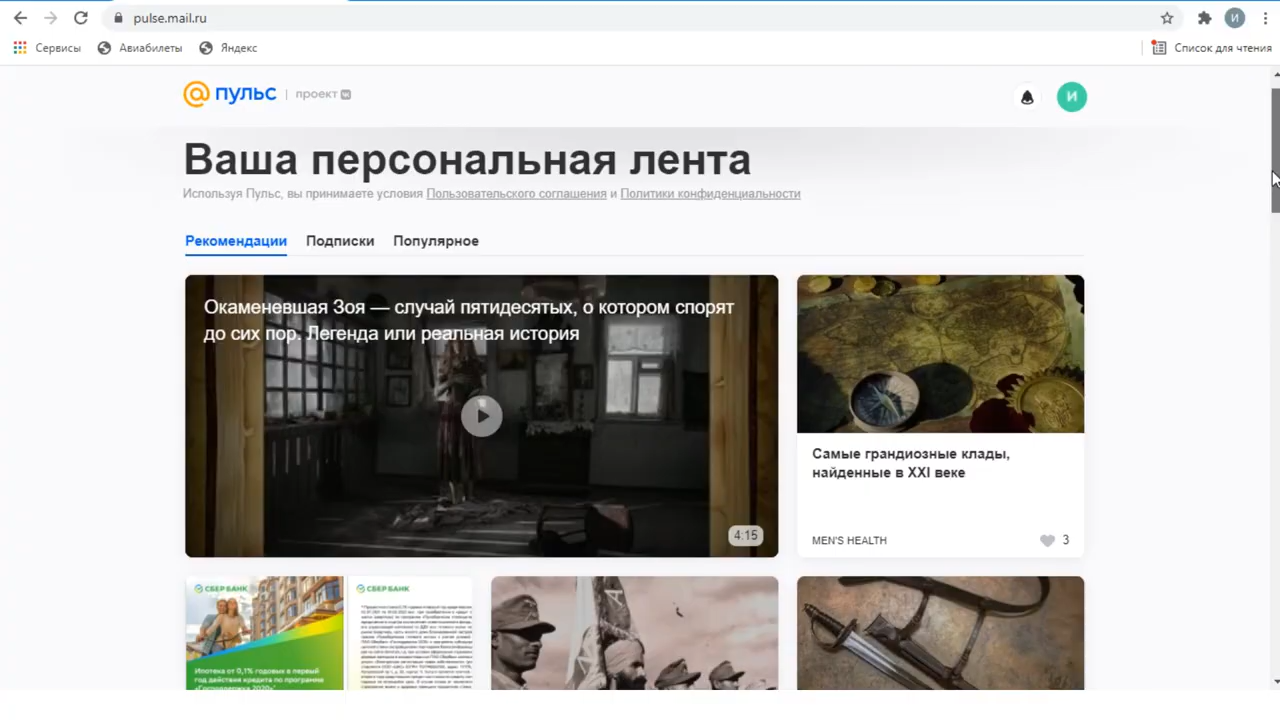 pulse.mail.ru
И
Сервисы
Авиабилеты
Яндекс
Список для чтения
@ПУЛЬС | проект
И
Ваша персональная лента
Используя Пульс, вы принимаете условия Пользовательского соглашения и Политики конфиденциальности
Рекомендации Подписки Популярное
Окаменевшая Зоя — случай пятидесятых, о котором спорят
до сих пор. Легенда или реальная история
4:15
Самые грандиозные клады,
найденные в XXI веке
MEN'S HEALTH
3
СБЕР БАНК
Ипотека от 0,1% годовых в первый
год действия кредита по программе
«Господдержка 2020»*
СБЕР БАНК